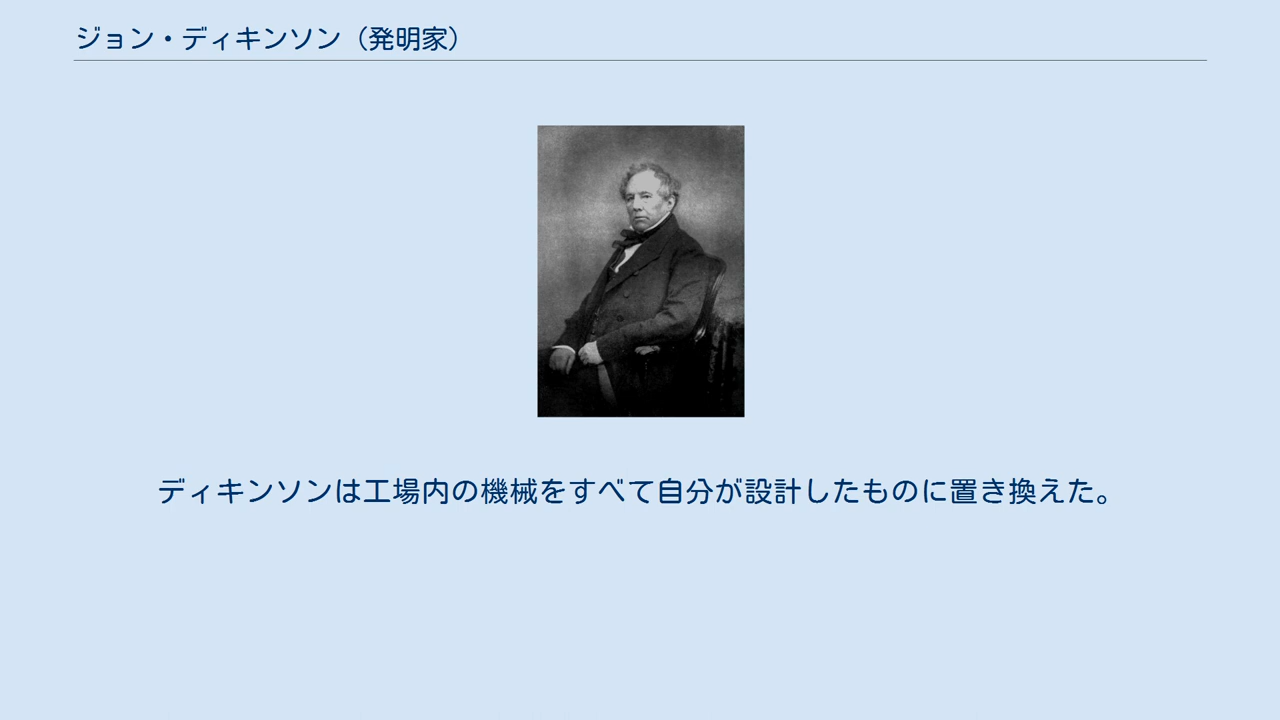 ジョン・ディキンソン（発明家）
ディキンソンは工場内の機械をすべて自分が設計したものに置き換えた。